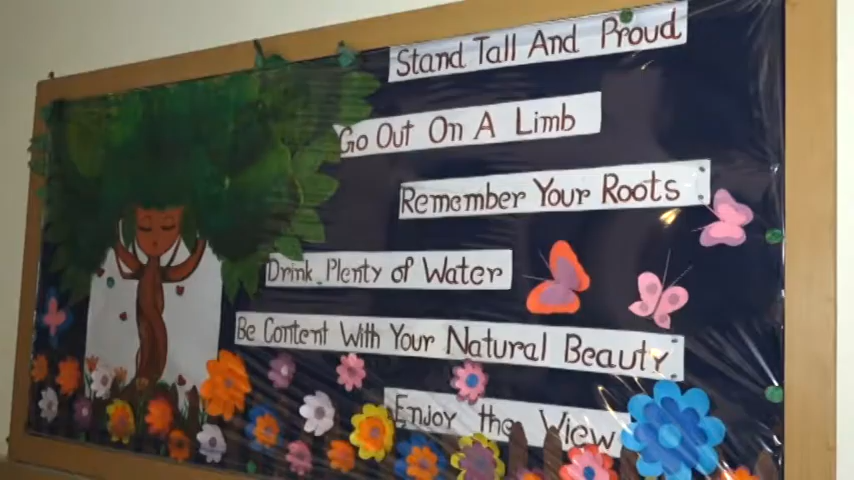 Stand Tall And Proud
Go Out On A Limb
Remember Your Roots
Drink Plenty of Water
Be Content With Your Natural Beauty
Enjoy the View